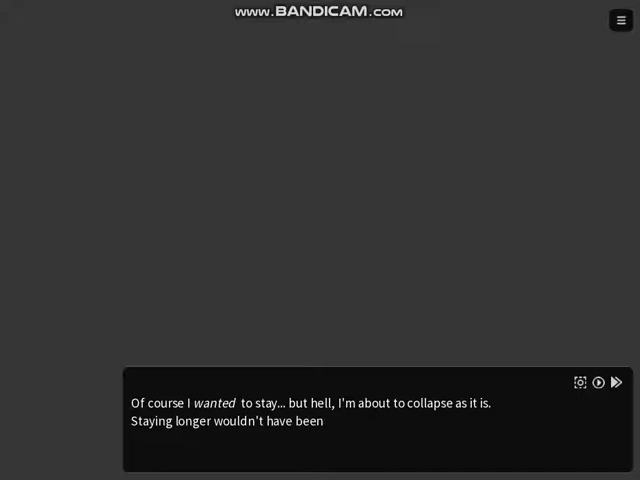 www.BANDICAM.com
Of course I wanted to stay... but hell, I'm about to collapse as it is.
Staying longer wouldn't have been